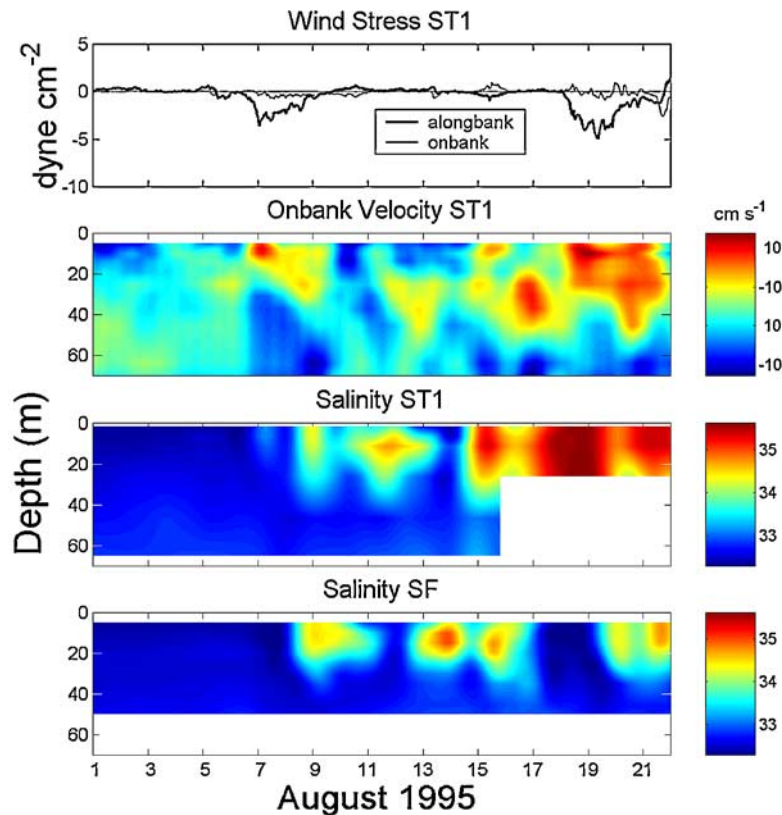 Wind Stress ST1
5
0
-5
-10
dyne cm⁻²
alongbank
onbank
Onbank Velocity ST1
cm s⁻¹
0
20
40
60
10
-10
10
-10
Salinity ST1
0
20
40
60
35
34
33
Depth (m)
Salinity SF
0
20
40
60
35
34
33
1 3 5 7 9 11 13 15 17 19 21
August 1995